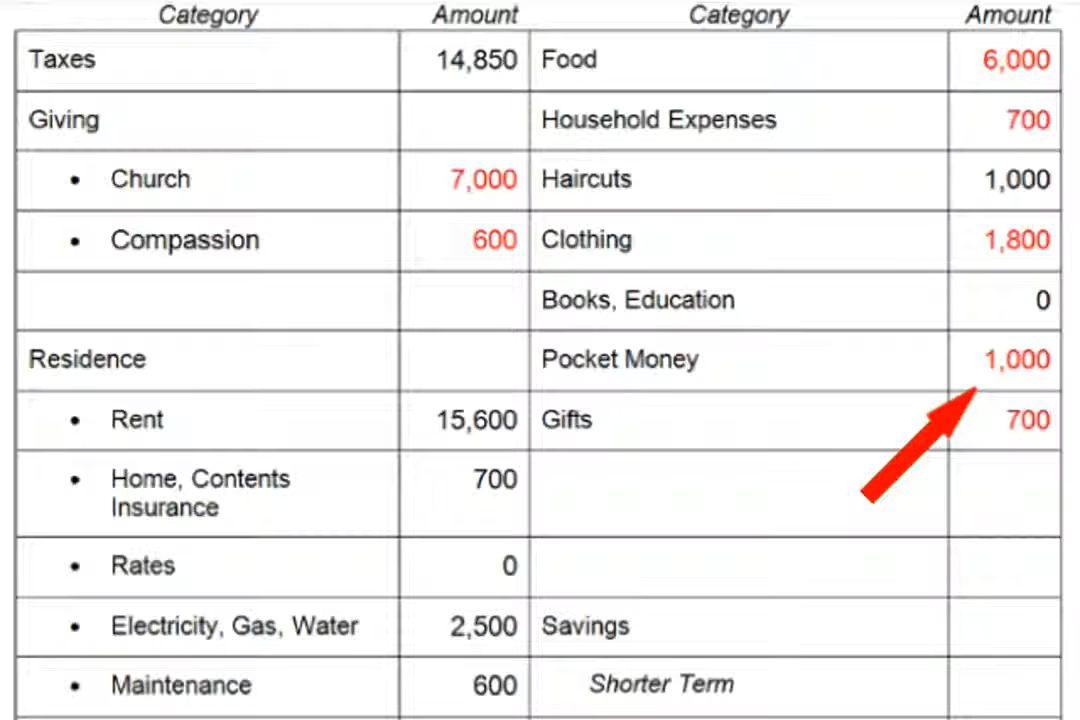 Category Amount Category Amount
Taxes 14,850 Food 6,000
Giving Household Expenses 700
• Church 7,000 Haircuts 1,000
• Compassion 600 Clothing 1,800
Books, Education 0
Residence Pocket Money 1,000
• Rent 15,600 Gifts 700
• Home, Contents 700
Insurance
• Rates 0
• Electricity, Gas, Water 2,500 Savings
• Maintenance 600 Shorter Term